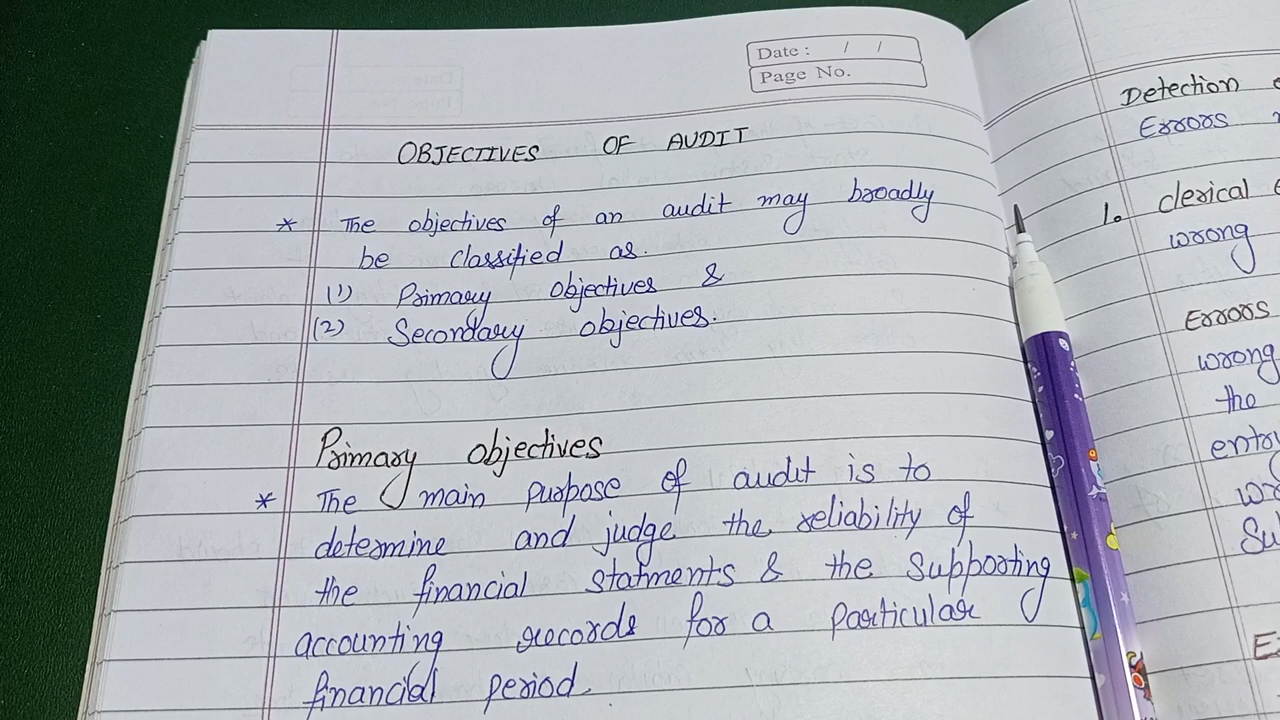 Date : / /
Page No.
OBJECTIVES OF AUDIT
* The objectives of an audit may broadly
be classified as.
(1) Primary objectives &
(2) Secondary objectives.
Primary objectives
* The main purpose of audit is to
determine and judge the reliability of
the financial statments & the supporting
accounting records for a particular
financial period.
Detection
Errors
1. clerical
wrong
Errors
wrong
the